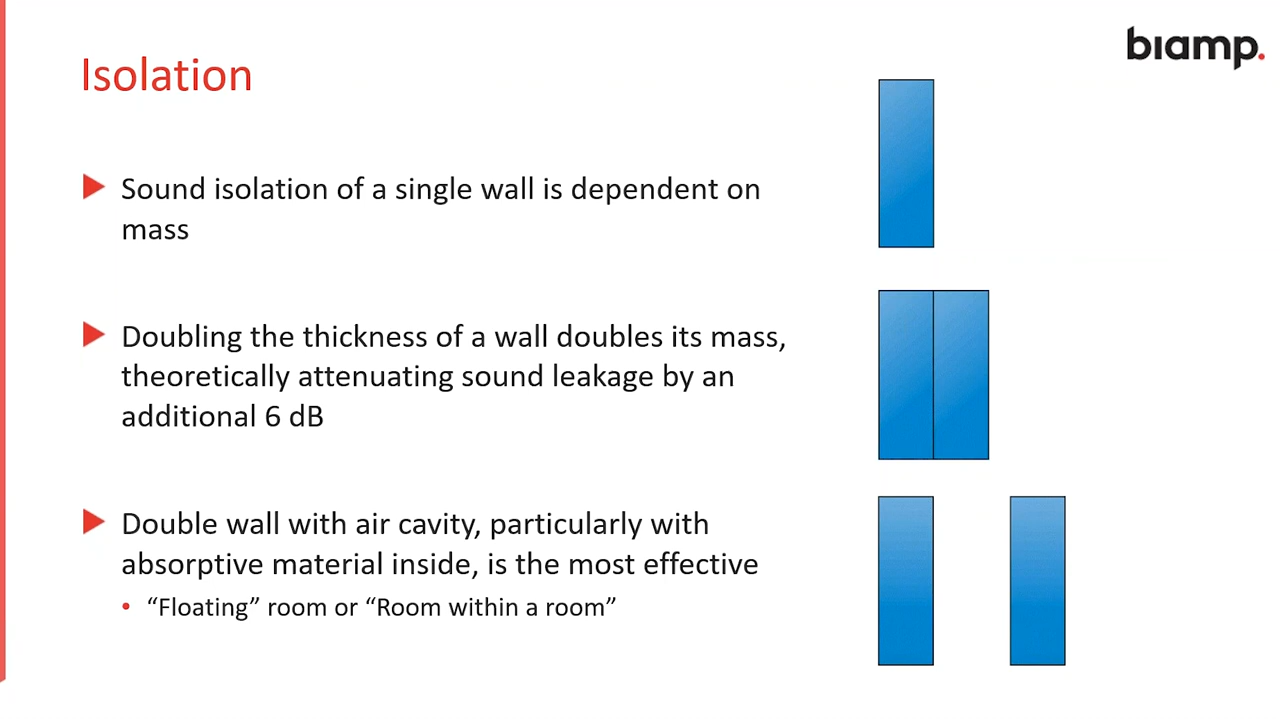 biamp.
Isolation
Sound isolation of a single wall is dependent on
mass
Doubling the thickness of a wall doubles its mass,
theoretically attenuating sound leakage by an
additional 6 dB
Double wall with air cavity, particularly with
absorptive material inside, is the most effective
• “Floating” room or “Room within a room”